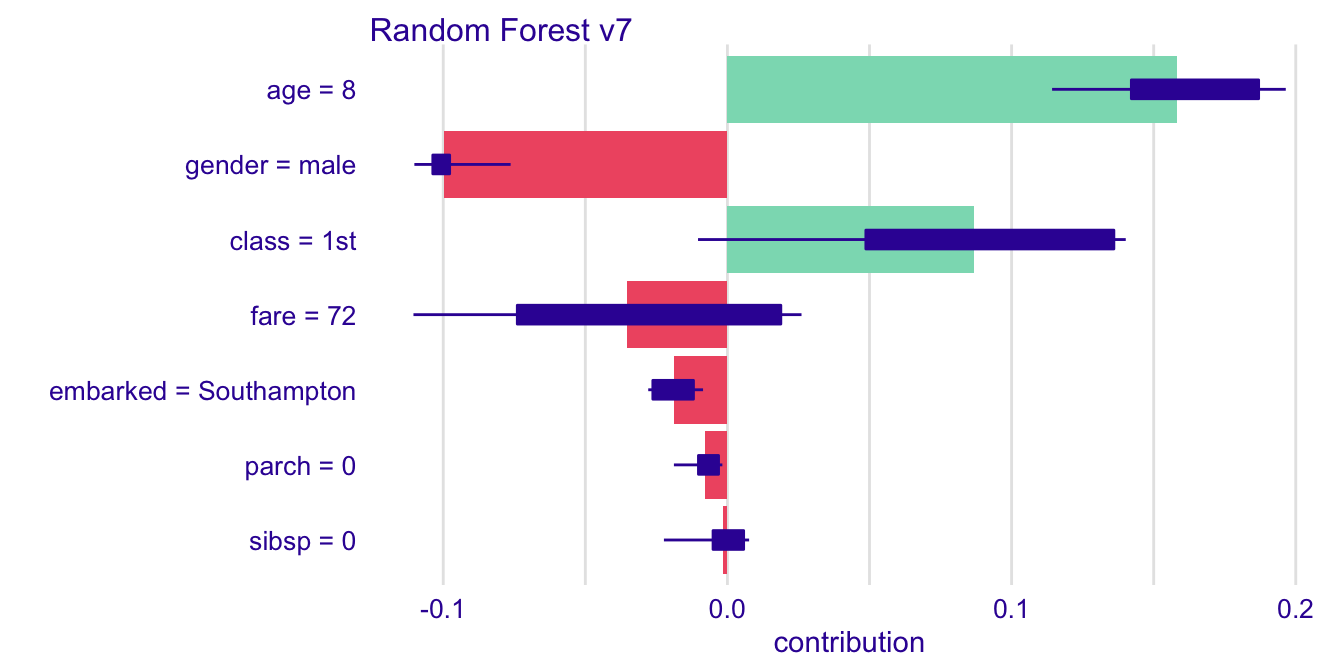 Random Forest v7
age = 8
gender = male
class = 1st
fare = 72
embarked = Southampton
parch = 0
sibsp = 0
-0.1 0.0 0.1 0.2
contribution